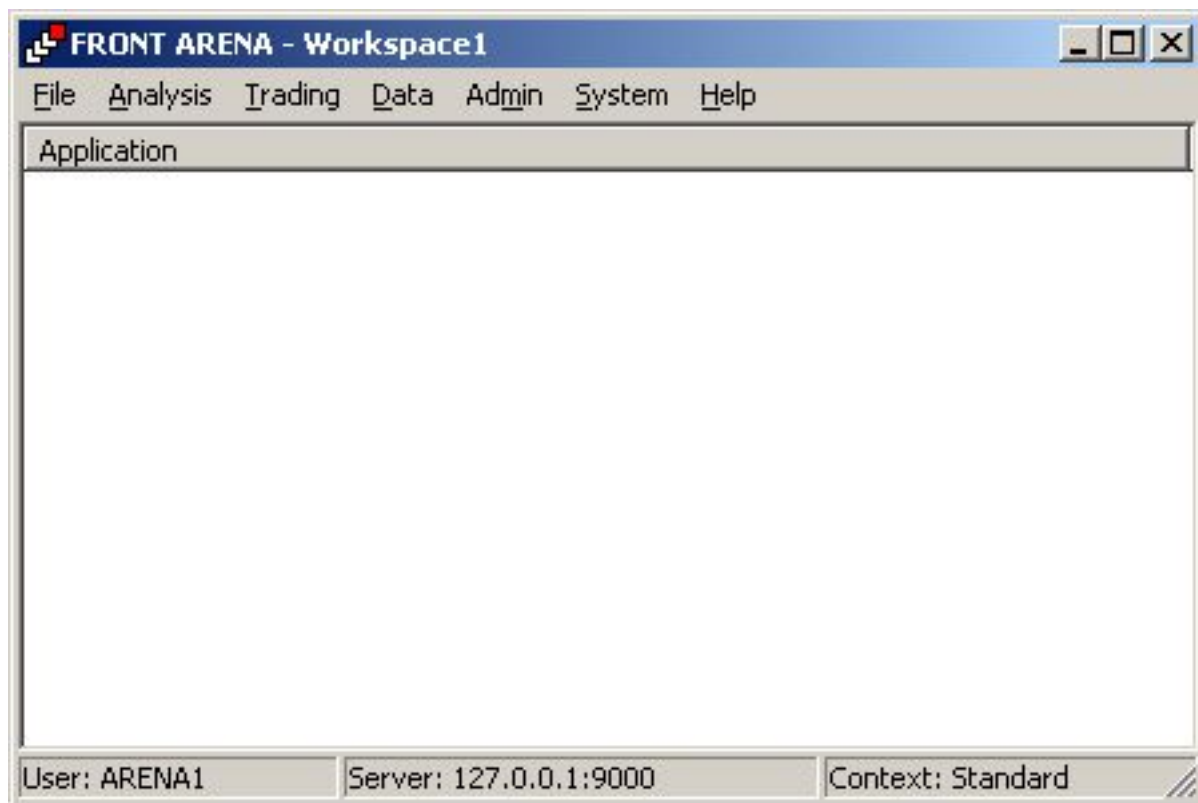 FRONT ARENA - Workspace1
File Analysis Trading Data Admin System Help
Application
User: ARENA1 Server: 127.0.0.1:9000 Context: Standard